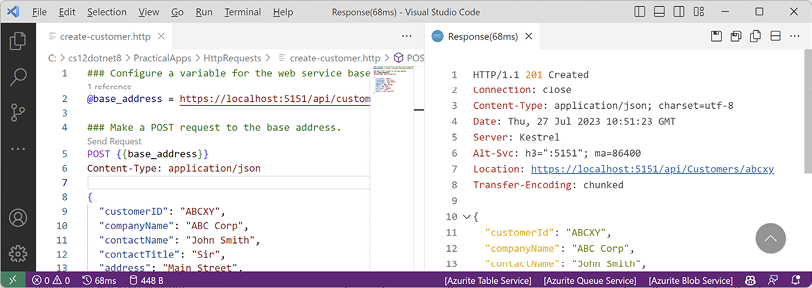 File Edit Selection View Go Run Terminal Help Response(68ms) - Visual Studio Code
create-customer.http
C: > cs12dotnet8 > PracticalApps > HttpRequests > create-customer.http > POS
1 ### Configure a variable for the web service base
1 reference
2 @base_address = https://localhost:5151/api/custom
3
4 ### Make a POST request to the base address.
Send Request
5 POST {{base_address}}
6 Content-Type: application/json
7
8 {
9 "customerID": "ABCXY",
10 "companyName": "ABC Corp",
11 "contactName": "John Smith",
12 "contactTitle": "Sir",
13 "address": "Main Street",
Response(68ms)
1 HTTP/1.1 201 Created
2 Connection: close
3 Content-Type: application/json; charset=utf-8
4 Date: Thu, 27 Jul 2023 10:51:23 GMT
5 Server: Kestrel
6 Alt-Svc: h3=":5151"; ma=86400
7 Location: https://localhost:5151/api/Customers/abcxy
8 Transfer-Encoding: chunked
9
10 {
11 "customerId": "ABCXY",
12 "companyName": "ABC Corp",
13 "contactName": "John Smith",
0 0 68ms 448 B [Azurite Table Service] [Azurite Queue Service] [Azurite Blob Service]